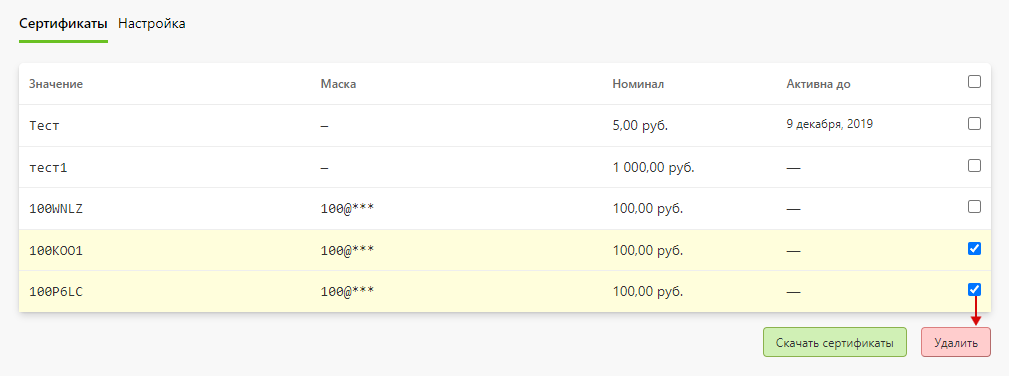 Сертификаты Настройка
Значение Маска Номинал Активна до
Тест — 5,00 руб. 9 декабря, 2019
тест1 — 1 000,00 руб. —
100WNLZ 100@*** 100,00 руб. —
100KOO1 100@*** 100,00 руб. —
100P6LC 100@*** 100,00 руб. —
Скачать сертификаты Удалить